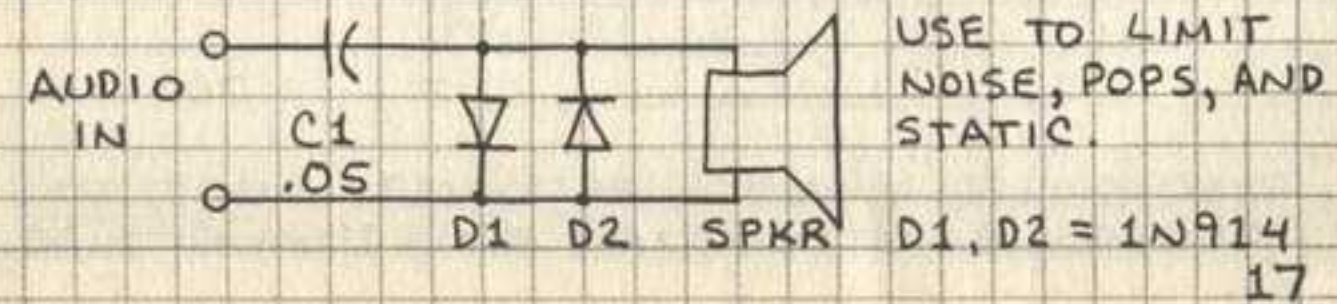 AUDIO
IN
C1
.05
D1 D2 SPKR
USE TO LIMIT
NOISE, POPS, AND
STATIC.
D1, D2 = 1N914
17